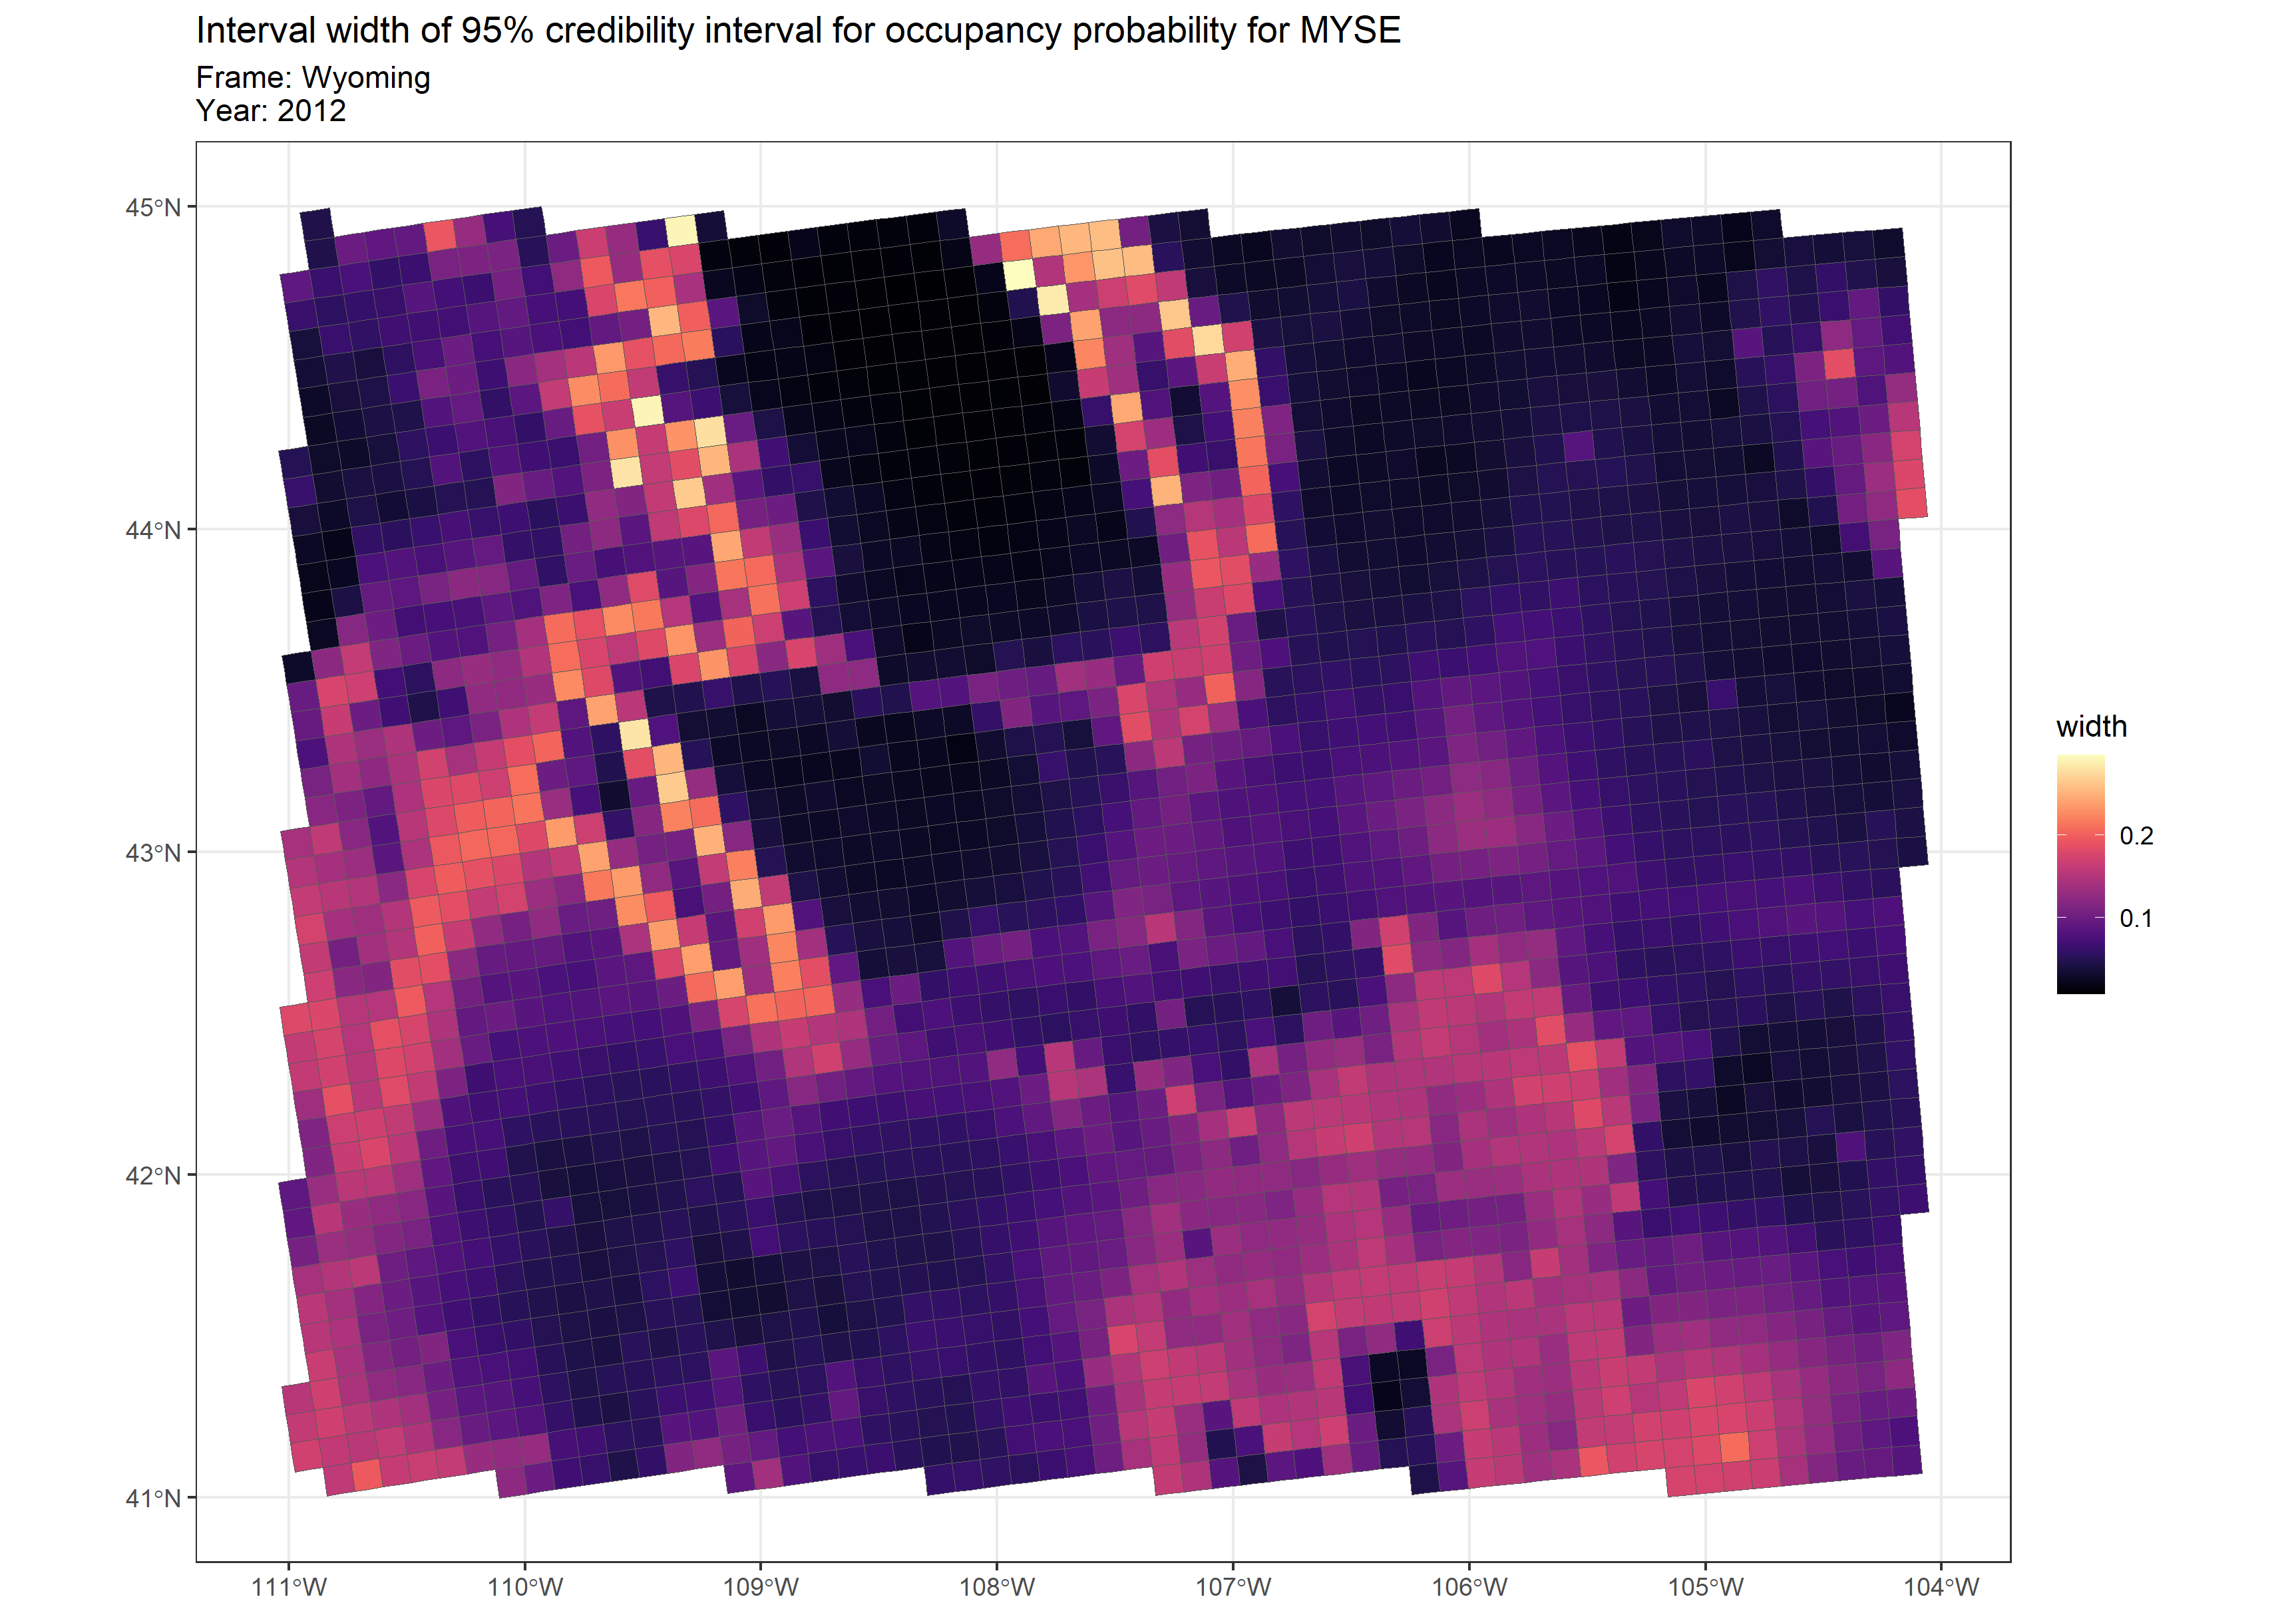 Interval width of 95% credibility interval for occupancy probability for MYSE
Frame: Wyoming
Year: 2012
45°N
44°N
43°N
42°N
41°N
111°W
110°W
109°W
108°W
107°W
106°W
105°W
104°W
width
0.2
0.1